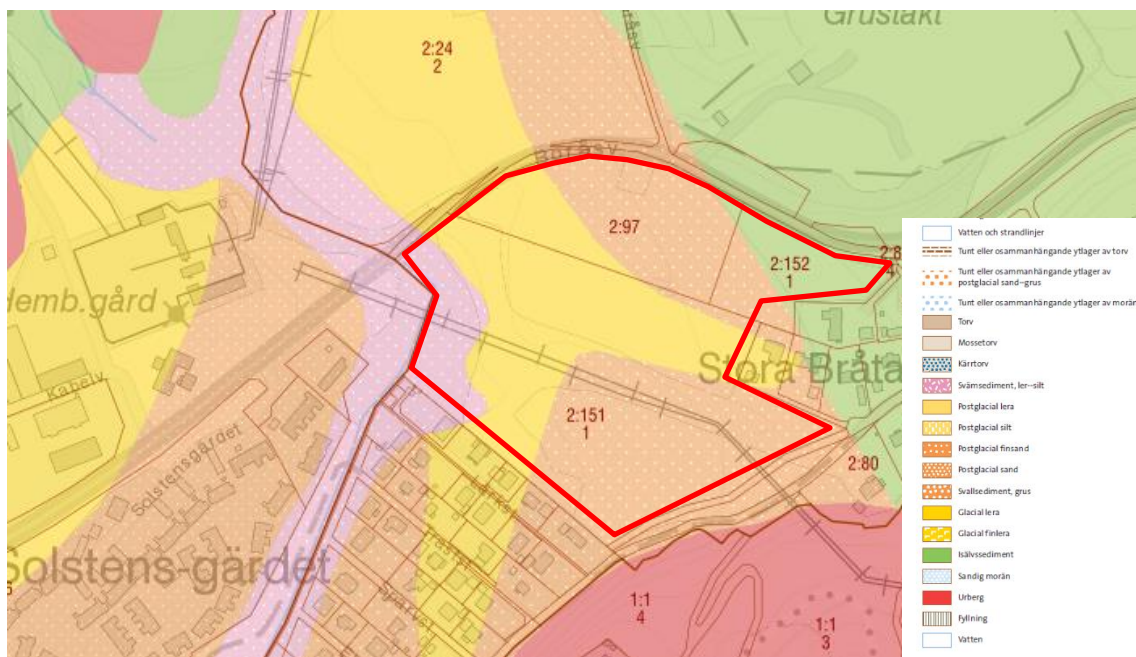 Grustäkt
2:24
2
Boråsv
2:97
2:152
1
2:8
4
Hemb.gård
Kabelv
Stora Bråta
2:151
1
2:80
Solstensgärdet
Solstens-gärdet
1:1
4
1:1
3
Vatten och strandlinjer
Tunt eller osammanhängande ytlager av torv
Tunt eller osammanhängande ytlager av
postglacial sand--grus
Tunt eller osammanhängande ytlager av morän
Torv
Mossetorv
Kärrtorv
Svämsediment, ler--silt
Postglacial lera
Postglacial silt
Postglacial finsand
Postglacial sand
Svallsediment, grus
Glacial lera
Glacial finlera
Isälvssediment
Sandig morän
Urberg
Fyllning
Vatten